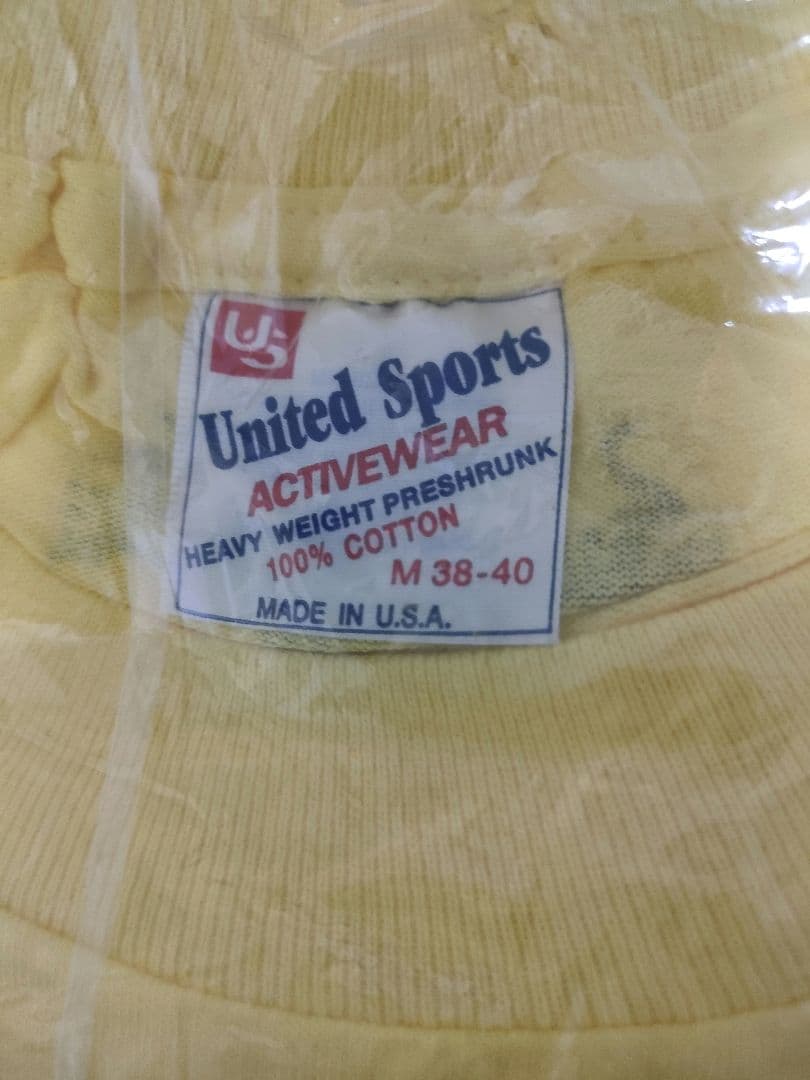 US
United Sports
ACTIVEWEAR
HEAVY WEIGHT PRESHRUNK
100% COTTON
M 38-40
MADE IN U.S.A.